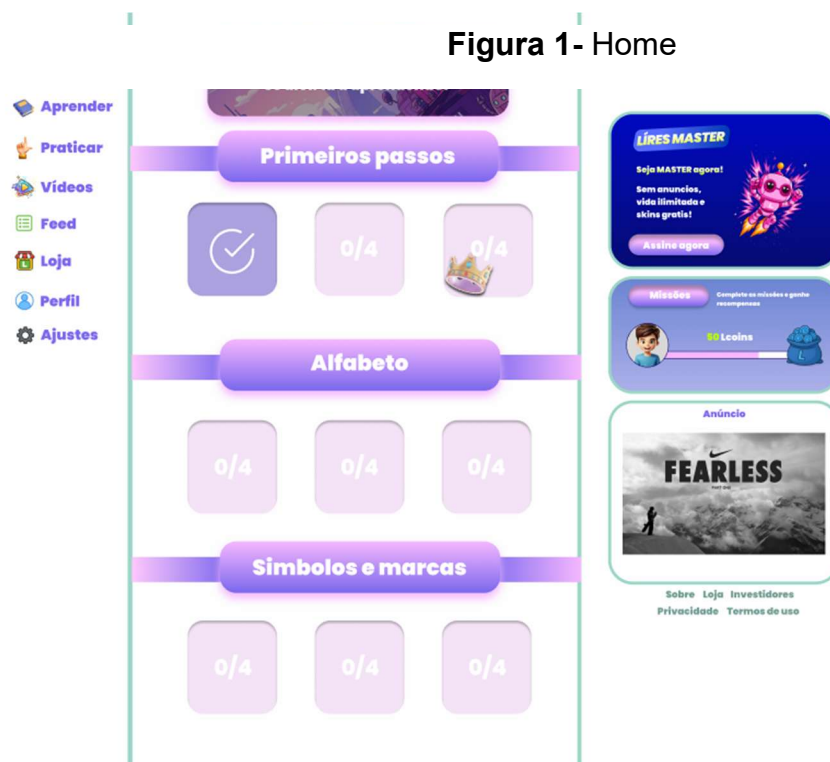 Figura 1- Home
Aprender
Praticar
Vídeos
Feed
Loja
Perfil
Ajustes
Primeiros passos
0/4
0/4
Alfabeto
0/4
0/4
0/4
Simbolos e marcas
0/4
0/4
0/4
LÍRES MASTER
Seja MASTER agora!
Sem anuncios,
vida ilimitada e
skins gratis!
Assine agora
Missões
Complete as missões e ganhe
recompensas
50 Lcoins
L
Anúncio
FEARLESS
Sobre Loja Investidores
Privacidade Termos de uso